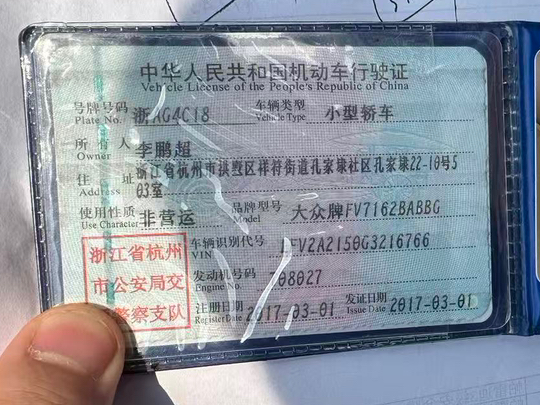 中华人民共和国机动车行驶证
Vehicle License of the People's Republic of China
号牌号码 浙AG4C18 车辆类型 小型轿车
Plate No. Vehicle Type
所有人 李鹏超
Owner
住址 浙江省杭州市拱墅区祥符街道孔家埭社区孔家埭22-10号5
Address 03室
使用性质 非营运 品牌型号 大众牌FV7162BABBG
Use Character Model
浙江省杭州
市公安局交
警察支队
车辆识别代号 FV2A2150G3216766
VIN
发动机号码 08027
Engine No.
注册日期 2017-03-01 发证日期 2017-03-01
Register Date Issue Date